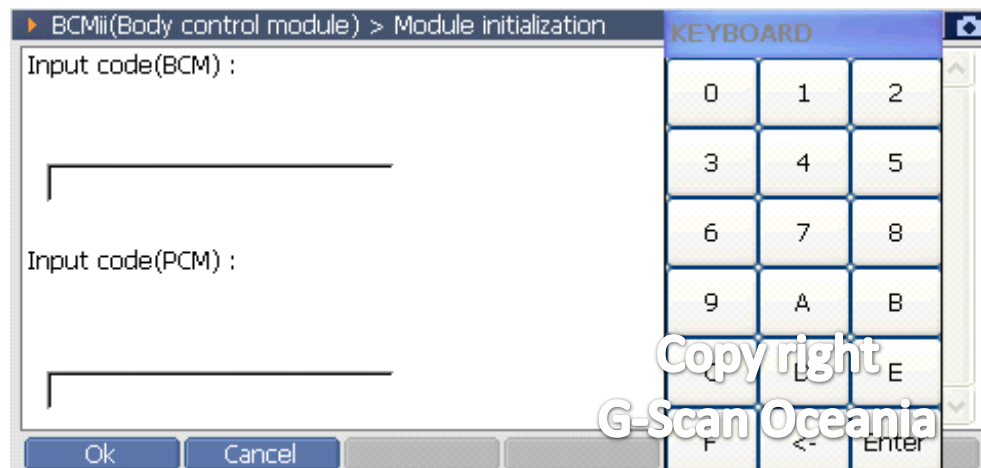 BCMii(Body control module) > Module initialization
KEYBOARD
Input code(BCM) :
0 1 2
3 4 5
6 7 8
Input code(PCM) :
9 A B
C D E
Copy right
G-Scan Oceania
F <- Enter
Ok Cancel